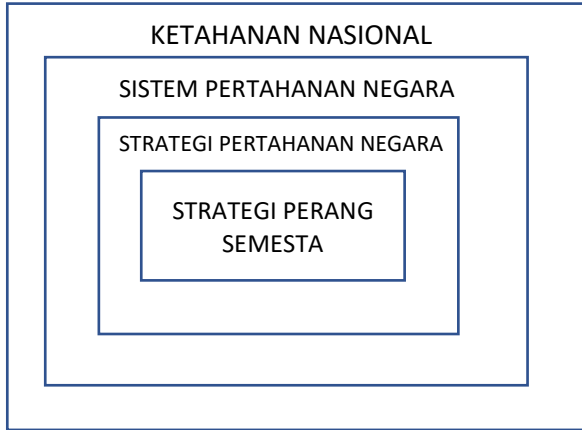 KETAHANAN NASIONAL
SISTEM PERTAHANAN NEGARA
STRATEGI PERTAHANAN NEGARA
STRATEGI PERANG
SEMESTA